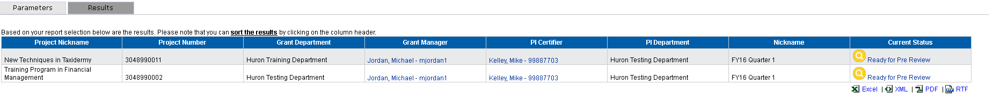 Parameters Results
Based on your report selection below are the results. Please note that you can sort the results by clicking on the column header.
Project Nickname Project Number Grant Department Grant Manager PI Certifier PI Department Nickname Current Status
New Techniques in Taxidermy 3048990011 Huron Training Department Jordan, Michael - mjordan1 Kelley, Mike - 99887703 Huron Testing Department FY16 Quarter 1 Ready for Pre Review
Training Program in Financial
Management 3048990002 Huron Testing Department Jordan, Michael - mjordan1 Kelley, Mike - 99887703 Huron Testing Department FY16 Quarter 1 Ready for Pre Review
Excel | XML | PDF | RTF